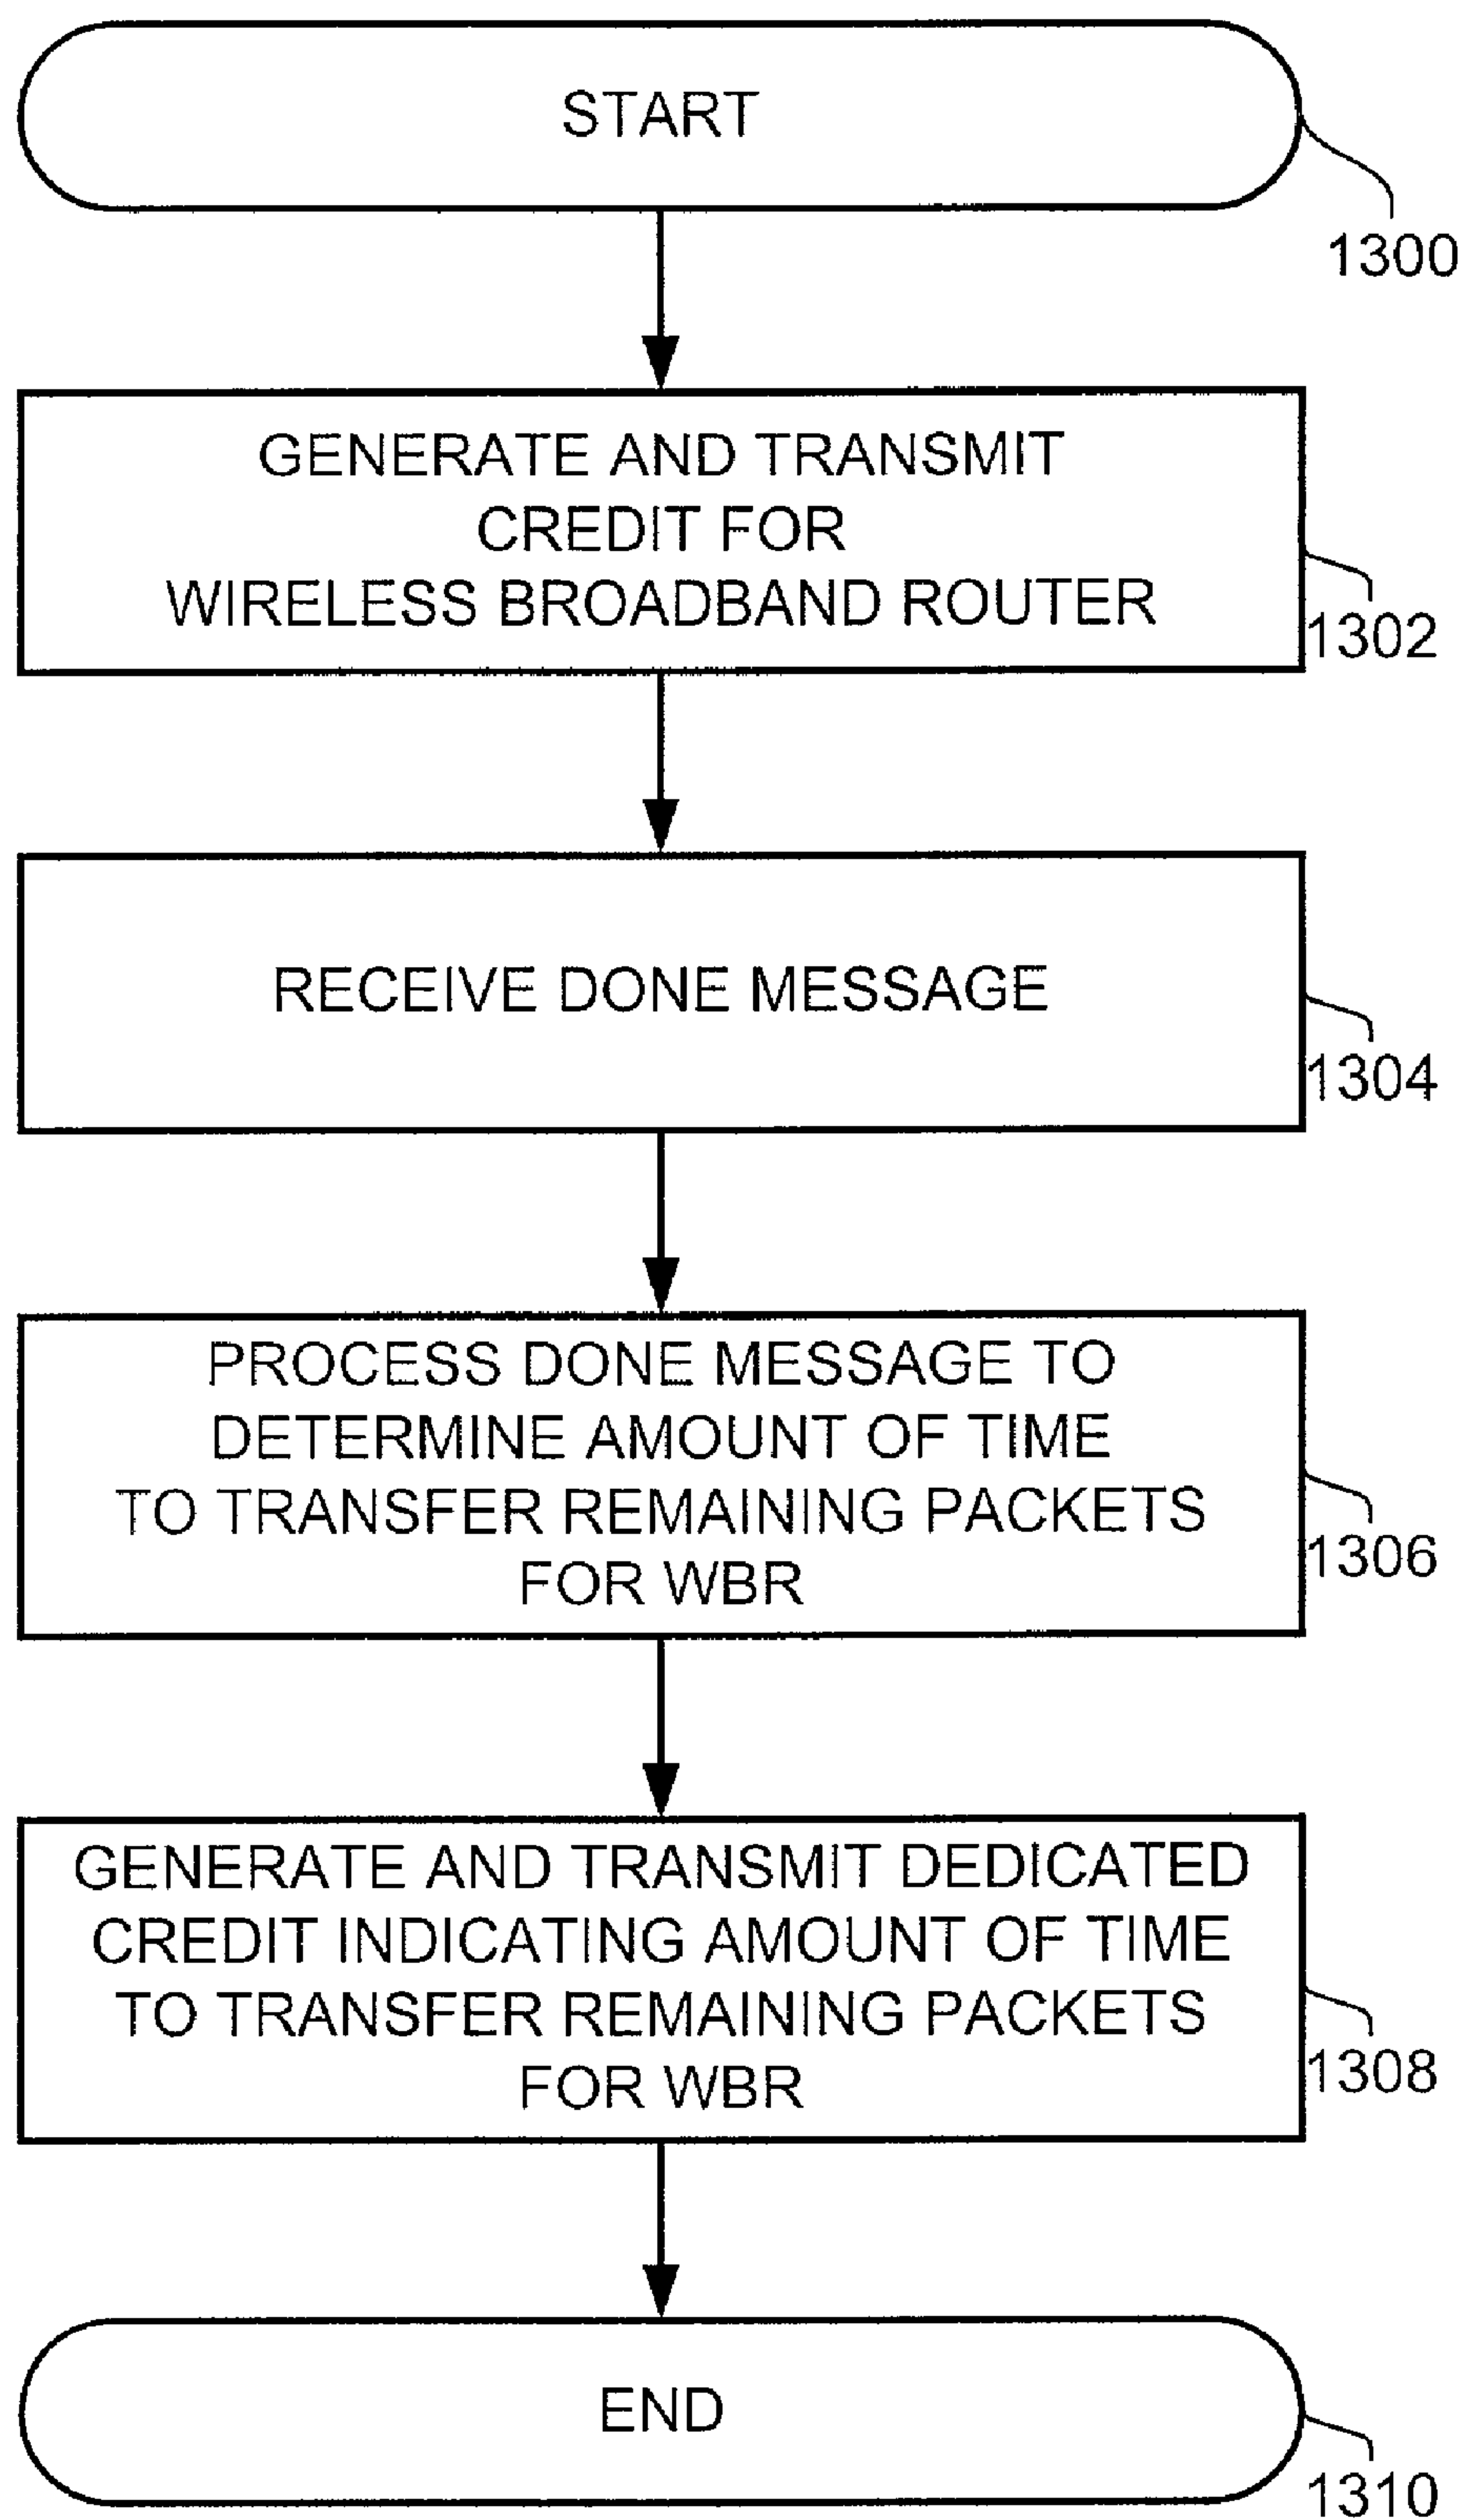 START
1300
GENERATE AND TRANSMIT
CREDIT FOR
WIRELESS BROADBAND ROUTER
1302
RECEIVE DONE MESSAGE
1304
PROCESS DONE MESSAGE TO
DETERMINE AMOUNT OF TIME
TO TRANSFER REMAINING PACKETS
FOR WBR
1306
GENERATE AND TRANSMIT DEDICATED
CREDIT INDICATING AMOUNT OF TIME
TO TRANSFER REMAINING PACKETS
FOR WBR
1308
END
1310